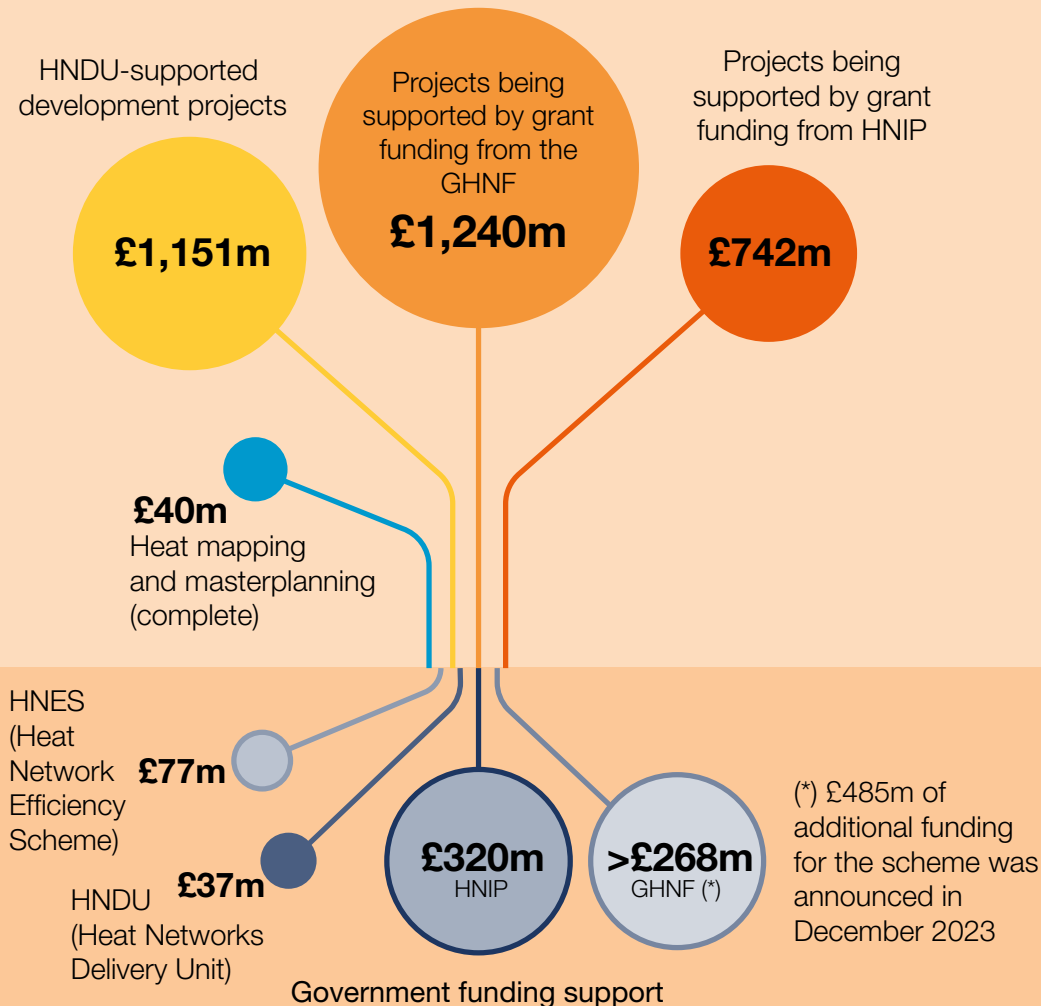 HNDU-supported
development projects
£1,151m
Projects being
supported by grant
funding from the
GHNF
£1,240m
Projects being
supported by grant
funding from HNIP
£742m
£40m
Heat mapping
and masterplanning
(complete)
HNES
(Heat
Network
Efficiency
Scheme)
£77m
£37m
HNDU
(Heat Networks
Delivery Unit)
£320m
HNIP
>£268m
GHNF (*)
(*) £485m of
additional funding
for the scheme was
announced in
December 2023
Government funding support